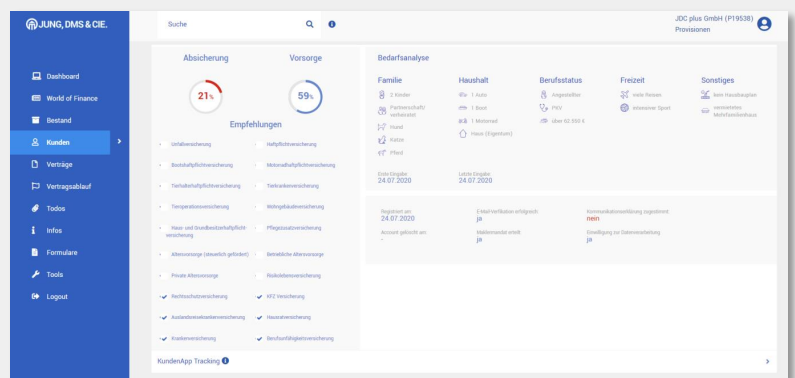 JUNG, DMS & CIE.
Suche
JDC plus GmbH (P19538)
Provisionen
Dashboard
World of Finance
Bestand
Kunden
Verträge
Vertragsablauf
Todos
Infos
Formulare
Tools
Logout
Absicherung
Vorsorge
21%
59%
Empfehlungen
Unfallversicherung
Haftpflichtversicherung
Bootshaftpflichtversicherung
Motorradhaftpflichtversicherung
Tierhalterhaftpflichtversicherung
Tierkrankenversicherung
Tieroperationsversicherung
Wohngebäudeversicherung
Haus- und Grundbesitzerhaftpflicht-
versicherung
Pflegezusatzversicherung
Altersvorsorge (steuerlich gefördert)
Betriebliche Altersvorsorge
Private Altersvorsorge
Risikolebensversicherung
Rechtsschutzversicherung
KFZ Versicherung
Auslandsreisekrankenversicherung
Hausratversicherung
Krankenversicherung
Berufsunfähigkeitsversicherung
Bedarfsanalyse
Familie
2 Kinder
Partnerschaft/
verheiratet
Hund
Katze
Pferd
Haushalt
1 Auto
1 Boot
1 Motorrad
Haus (Eigentum)
Berufsstatus
Angestellter
PKV
über 62.550 €
Freizeit
viele Reisen
intensiver Sport
Sonstiges
kein Hausbauplan
vermietetes
Mehrfamilienhaus
Erste Eingabe
24.07.2020
Letzte Eingabe
24.07.2020
Registriert am
24.07.2020
E-Mail Verifikation erfolgreich
ja
Kommunikationserklärung zugestimmt
nein
Account gelöscht am
-
Maklermandat erteilt
ja
Einwilligung zur Datenverarbeitung
ja
KundenApp Tracking